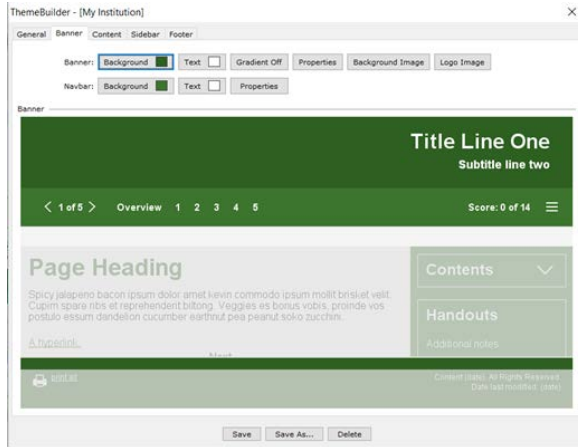 ThemeBuilder - [My Institution]
General Banner Content Sidebar Footer
Banner: Background Text Gradient Off Properties Background Image Logo Image
Navbar: Background Text Properties
Banner
Title Line One
Subtitle line two
1 of 5 Overview 1 2 3 4 5 Score: 0 of 14
Page Heading
Contents
Spicy jalapeno bacon ipsum dolor amet kevin commodo ipsum mollit brisket velit.
Cupim spare ribs et reprehenderit biltong. Veggies es bonus vobis, proinde vos
postulo essum dandelion cucumber earthnut pea peanut soko zucchini.
Handouts
A hyperlink.
Additional notes
Next
print all
Content (date). All Rights Reserved.
Date last modified: (date)
Save Save As... Delete